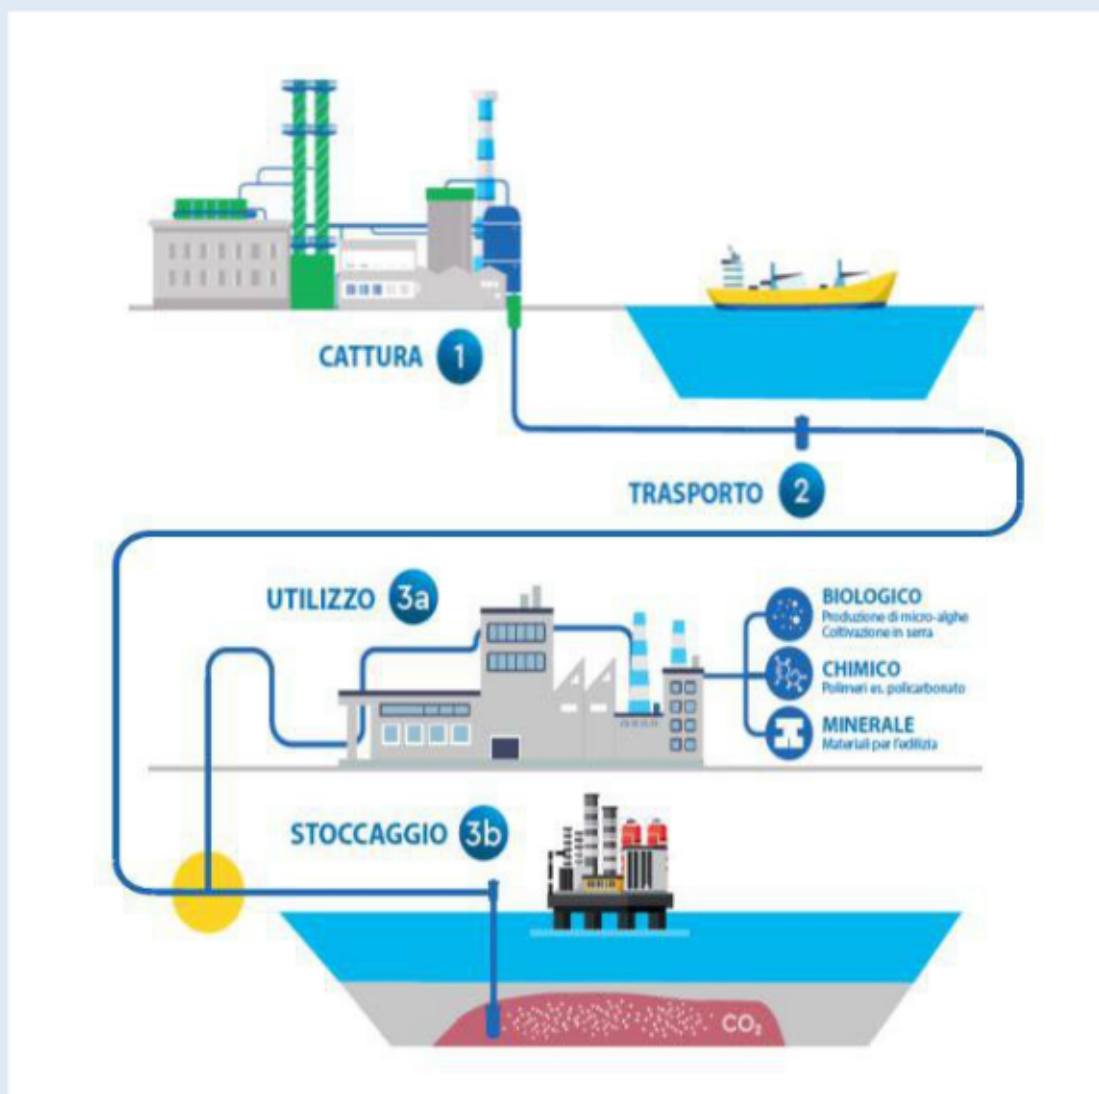 CATTURA 1
TRASPORTO 2
UTILIZZO 3a
BIOLOGICO
Produzione di micro-alghe
Coltivazione in serra
CHIMICO
Polimeri es. policarbonato
MINERALE
Materiali per l'edilizia
STOCCAGGIO 3b
CO₂